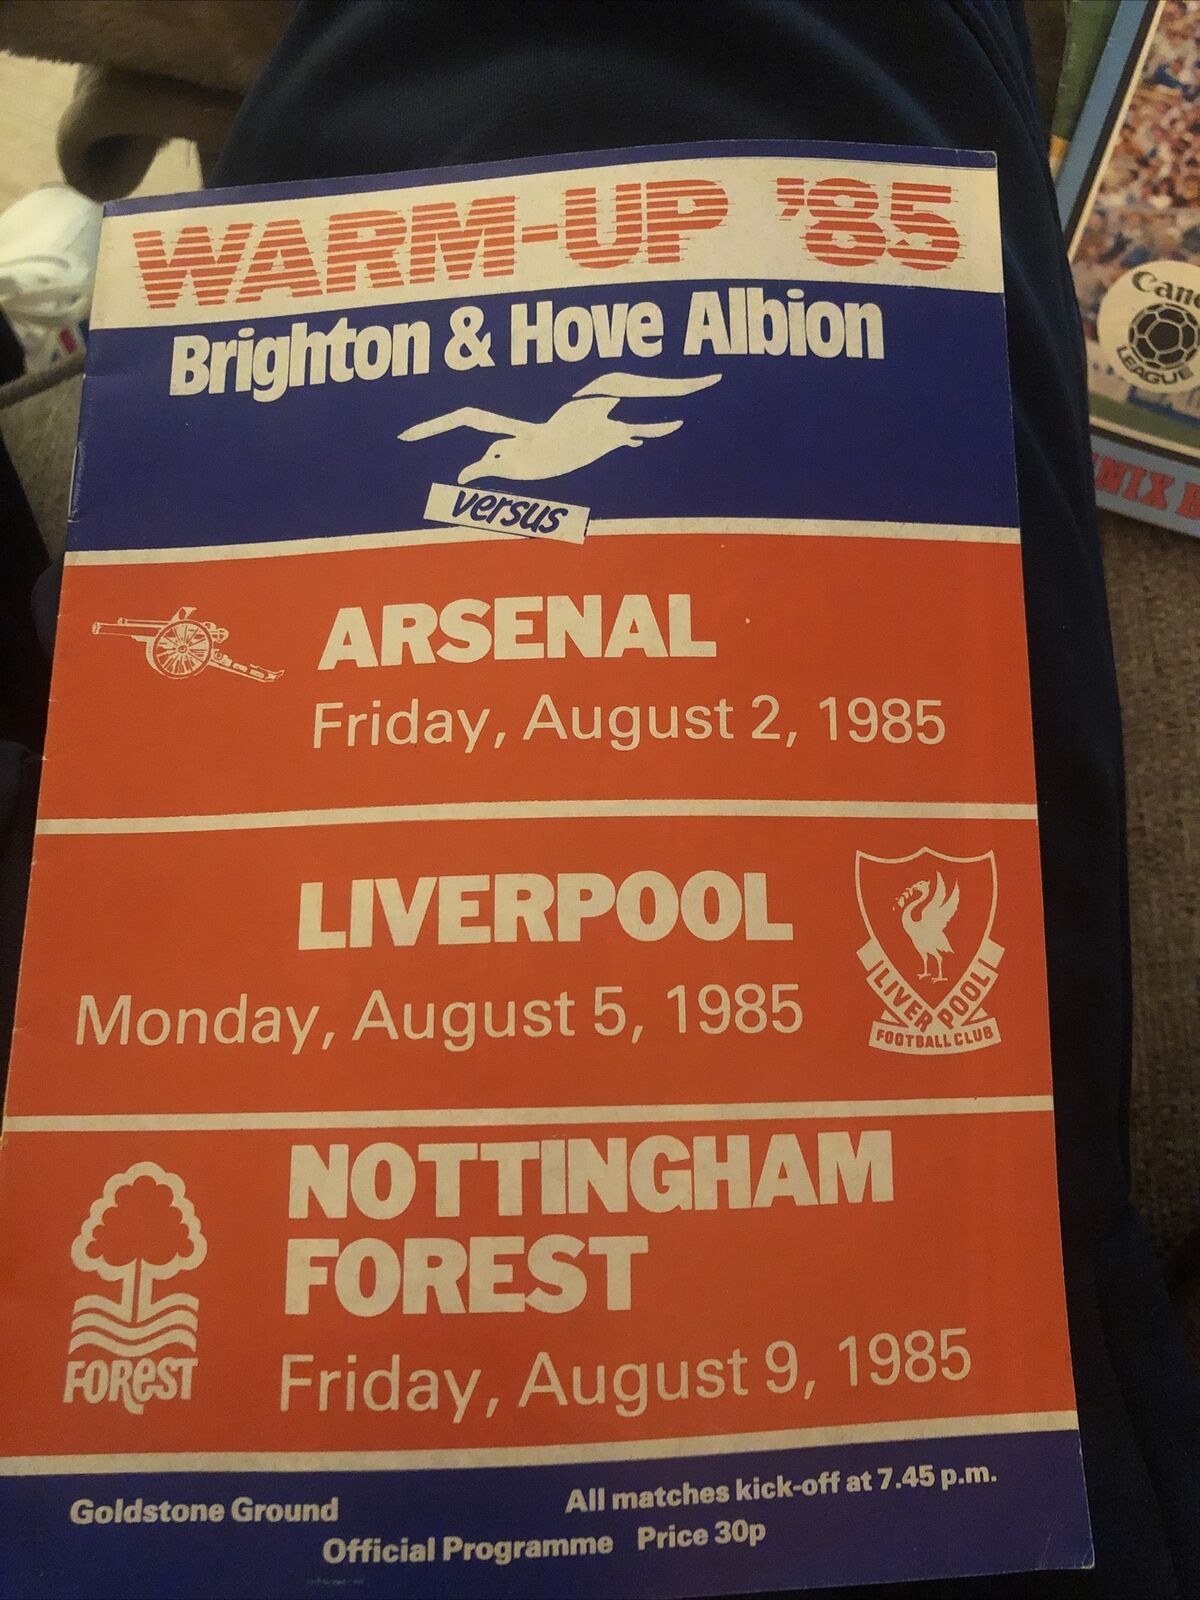 WARM-UP '85
Brighton & Hove Albion
versus
ARSENAL
Friday, August 2, 1985
LIVERPOOL
Monday, August 5, 1985
LIVERPOOL
FOOTBALL CLUB
NOTTINGHAM
FOREST
Friday, August 9, 1985
FOREST
Goldstone Ground
All matches kick-off at 7.45 p.m.
Official Programme Price 30p
LEAGUE